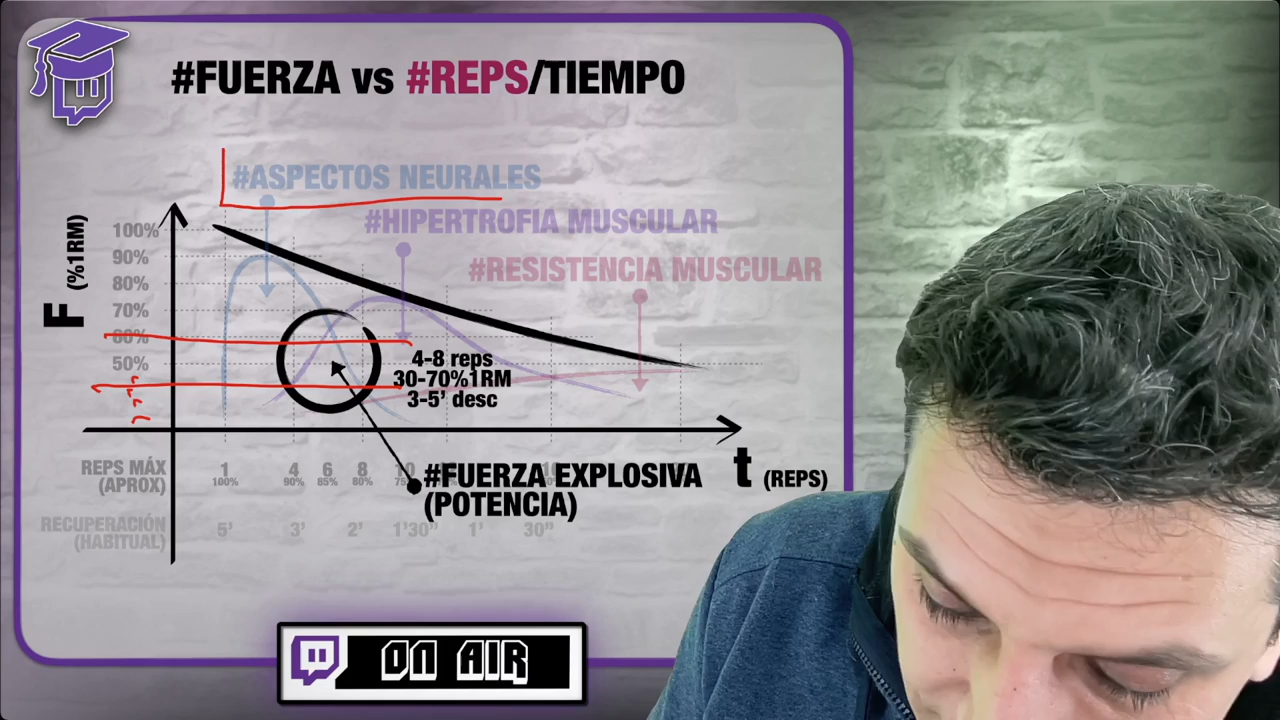 #FUERZA vs #REPS/TIEMPO
#ASPECTOS NEURALES
#HIPERTROFIA MUSCULAR
#RESISTENCIA MUSCULAR
F (%1RM)
100%
90%
80%
70%
60%
50%
4-8 reps
30-70%1RM
3-5' desc
#FUERZA EXPLOSIVA
(POTENCIA)
t (REPS)
REPS MÁX
(APROX)
1 4 6 8 10
100% 90% 85% 80%
RECUPERACIÓN
(HABITUAL)
5' 3' 2' 1'30" 1' 30"
ON AIR